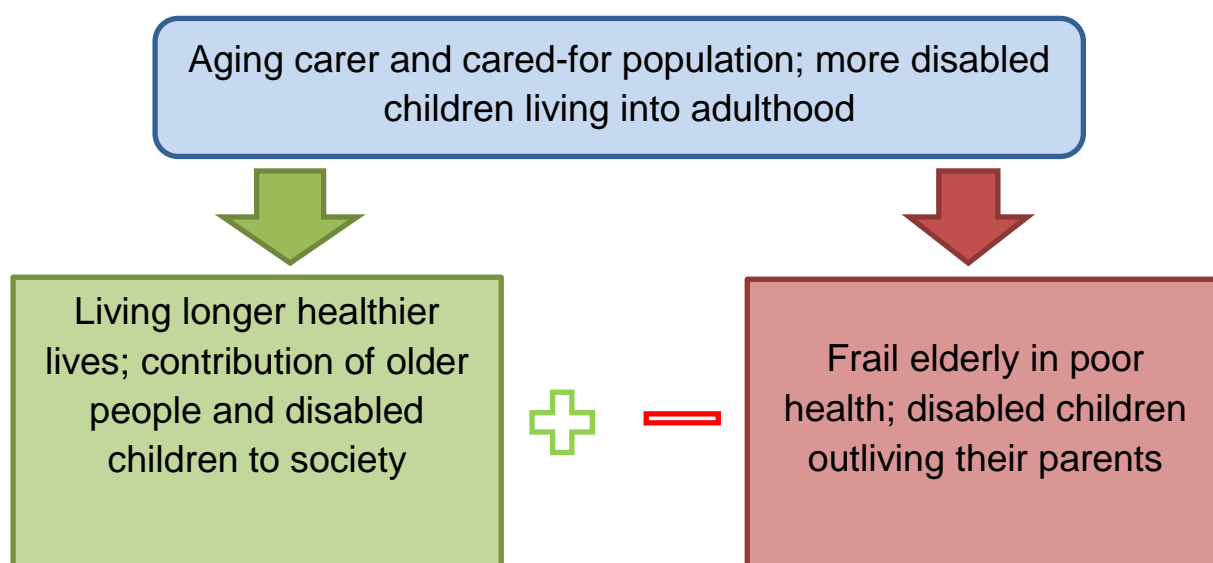 Aging carer and cared-for population; more disabled
children living into adulthood
Living longer healthier
lives; contribution of older
people and disabled
children to society
Frail elderly in poor
health; disabled children
outliving their parents